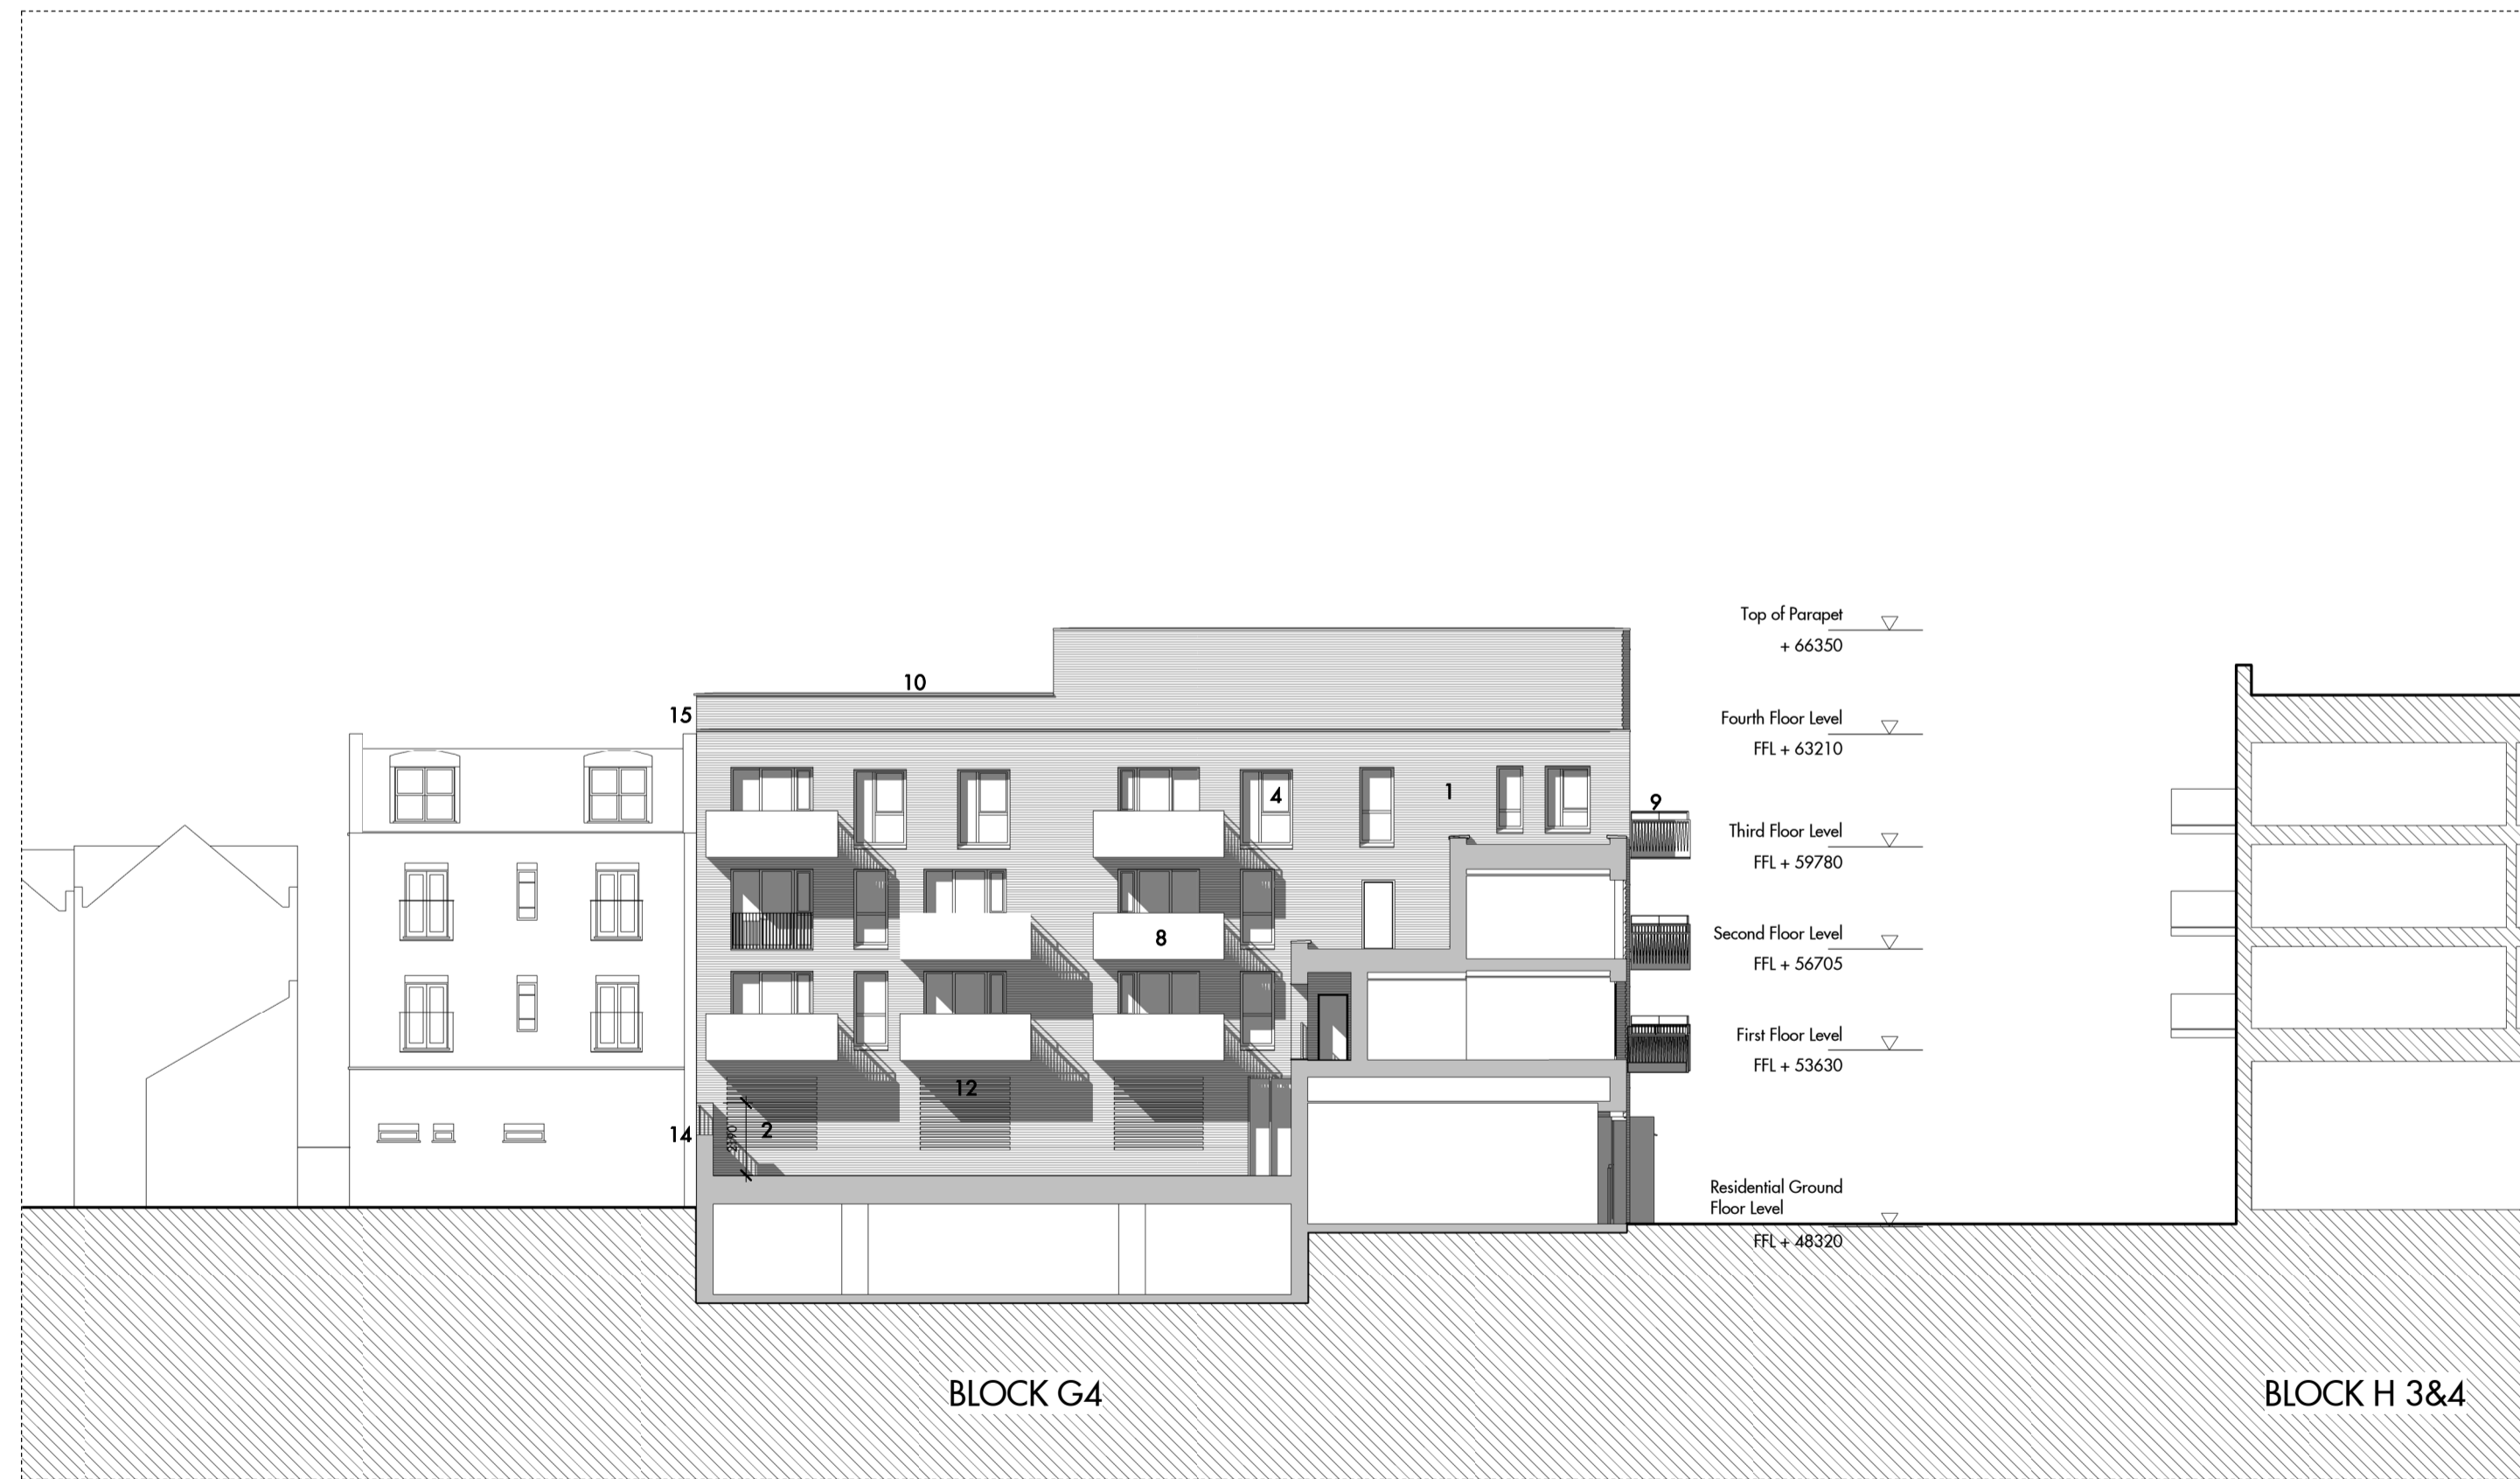 Top of Parapet
+ 66350
10
15
Fourth Floor Level
FFL + 63210
4
1
9
Third Floor Level
FFL + 59780
8
Second Floor Level
FFL + 56705
First Floor Level
FFL + 53630
12
14
2
Residential Ground
Floor Level
FFL + 48320
BLOCK G4
BLOCK H 3&4